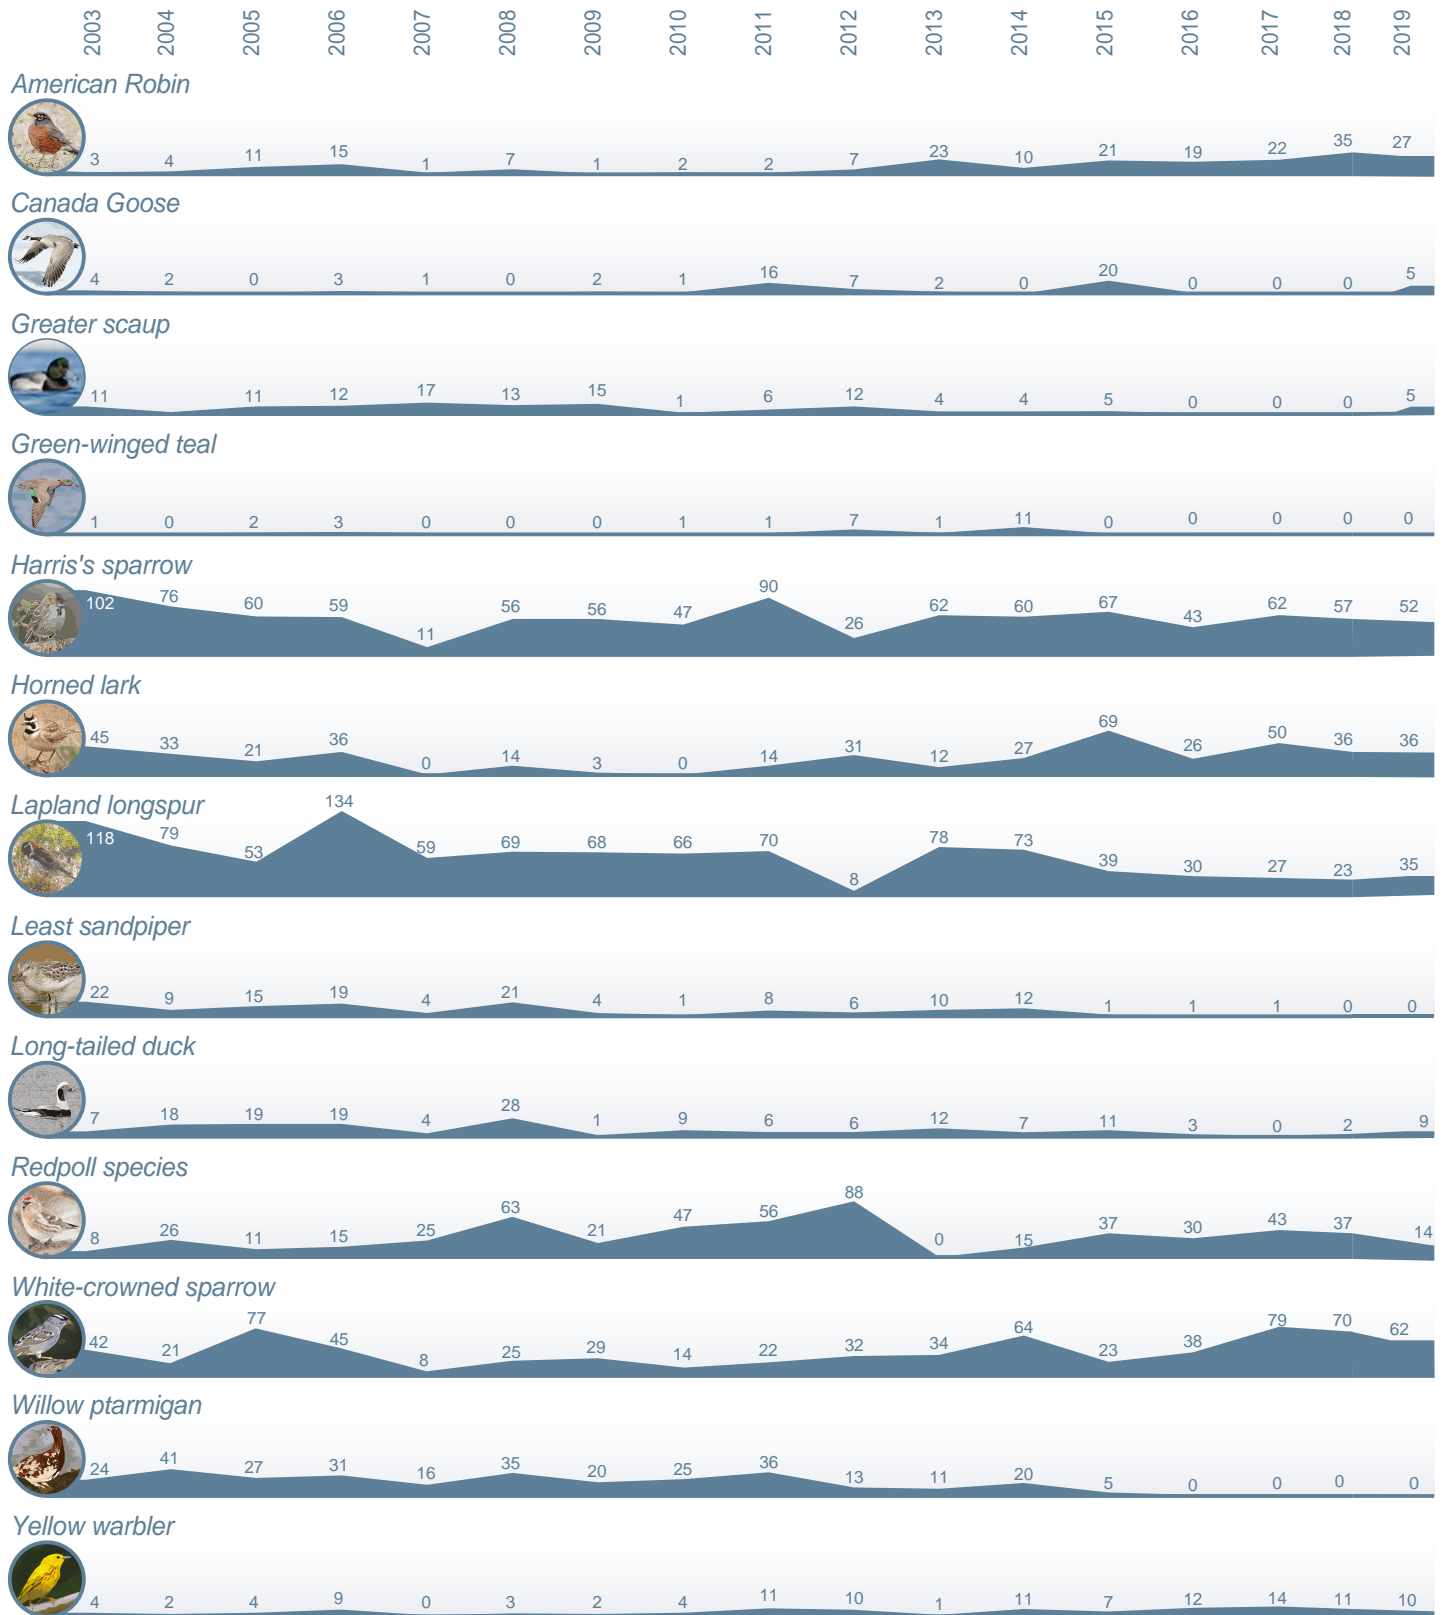 2003 2004 2005 2006 2007 2008 2009 2010 2011 2012 2013 2014 2015 2016 2017 2018 2019
American Robin
3 4 11 15 1 7 1 2 2 7 23 10 21 19 22 35 27
Canada Goose
4 2 0 3 1 0 2 1 16 7 2 0 20 0 0 0 5
Greater scaup
11 11 12 17 13 15 1 6 12 4 4 5 0 0 0 5
Green-winged teal
1 0 2 3 0 0 0 1 1 7 1 11 0 0 0 0 0
Harris's sparrow
102 76 60 59 11 56 56 47 90 26 62 60 67 43 62 57 52
Horned lark
45 33 21 36 0 14 3 0 14 31 12 27 69 26 50 36 36
Lapland longspur
118 79 53 134 59 69 68 66 70 8 78 73 39 30 27 23 35
Least sandpiper
22 9 15 19 4 21 4 1 8 6 10 12 1 1 1 0 0
Long-tailed duck
7 18 19 19 4 28 1 9 6 6 12 7 11 3 0 2 9
Redpoll species
8 26 11 15 25 63 21 47 56 88 0 15 37 30 43 37 14
White-crowned sparrow
42 21 77 45 8 25 29 14 22 32 34 64 23 38 79 70 62
Willow ptarmigan
24 41 27 31 16 35 20 25 36 13 11 20 5 0 0 0 0
Yellow warbler
4 2 4 9 0 3 2 4 11 10 1 11 7 12 14 11 10